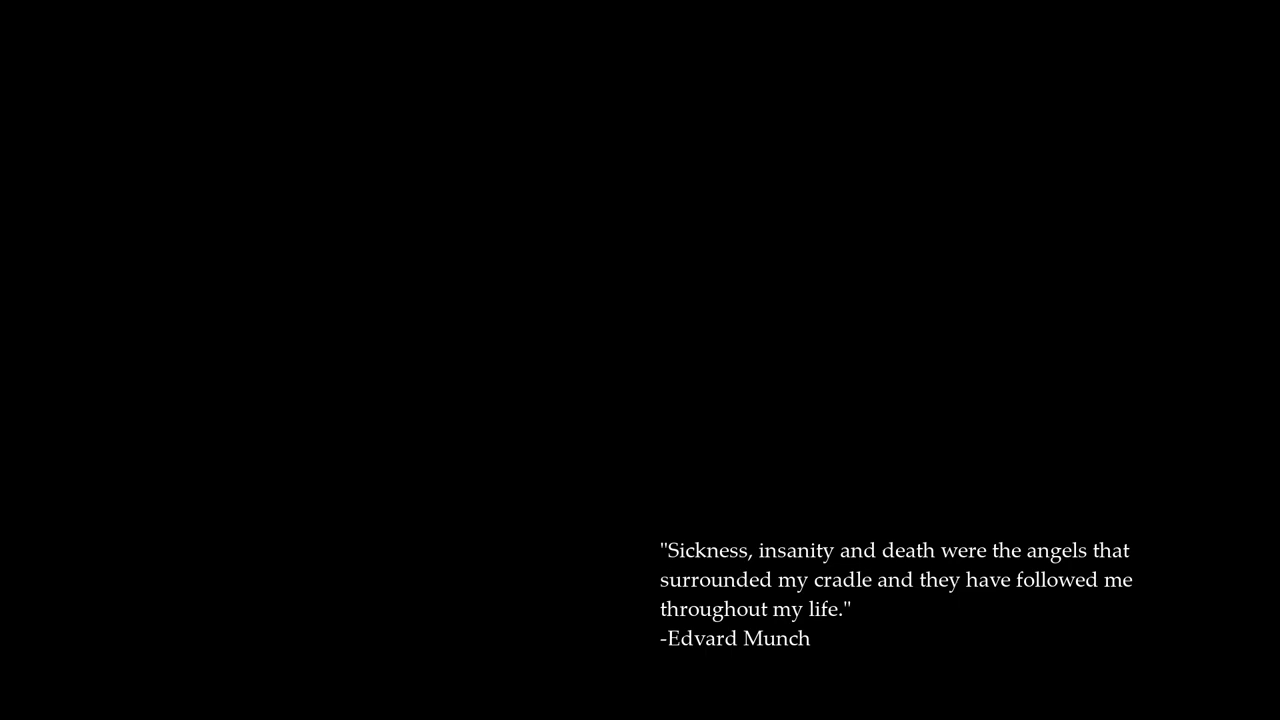 "Sickness, insanity and death were the angels that
surrounded my cradle and they have followed me
throughout my life."
-Edvard Munch